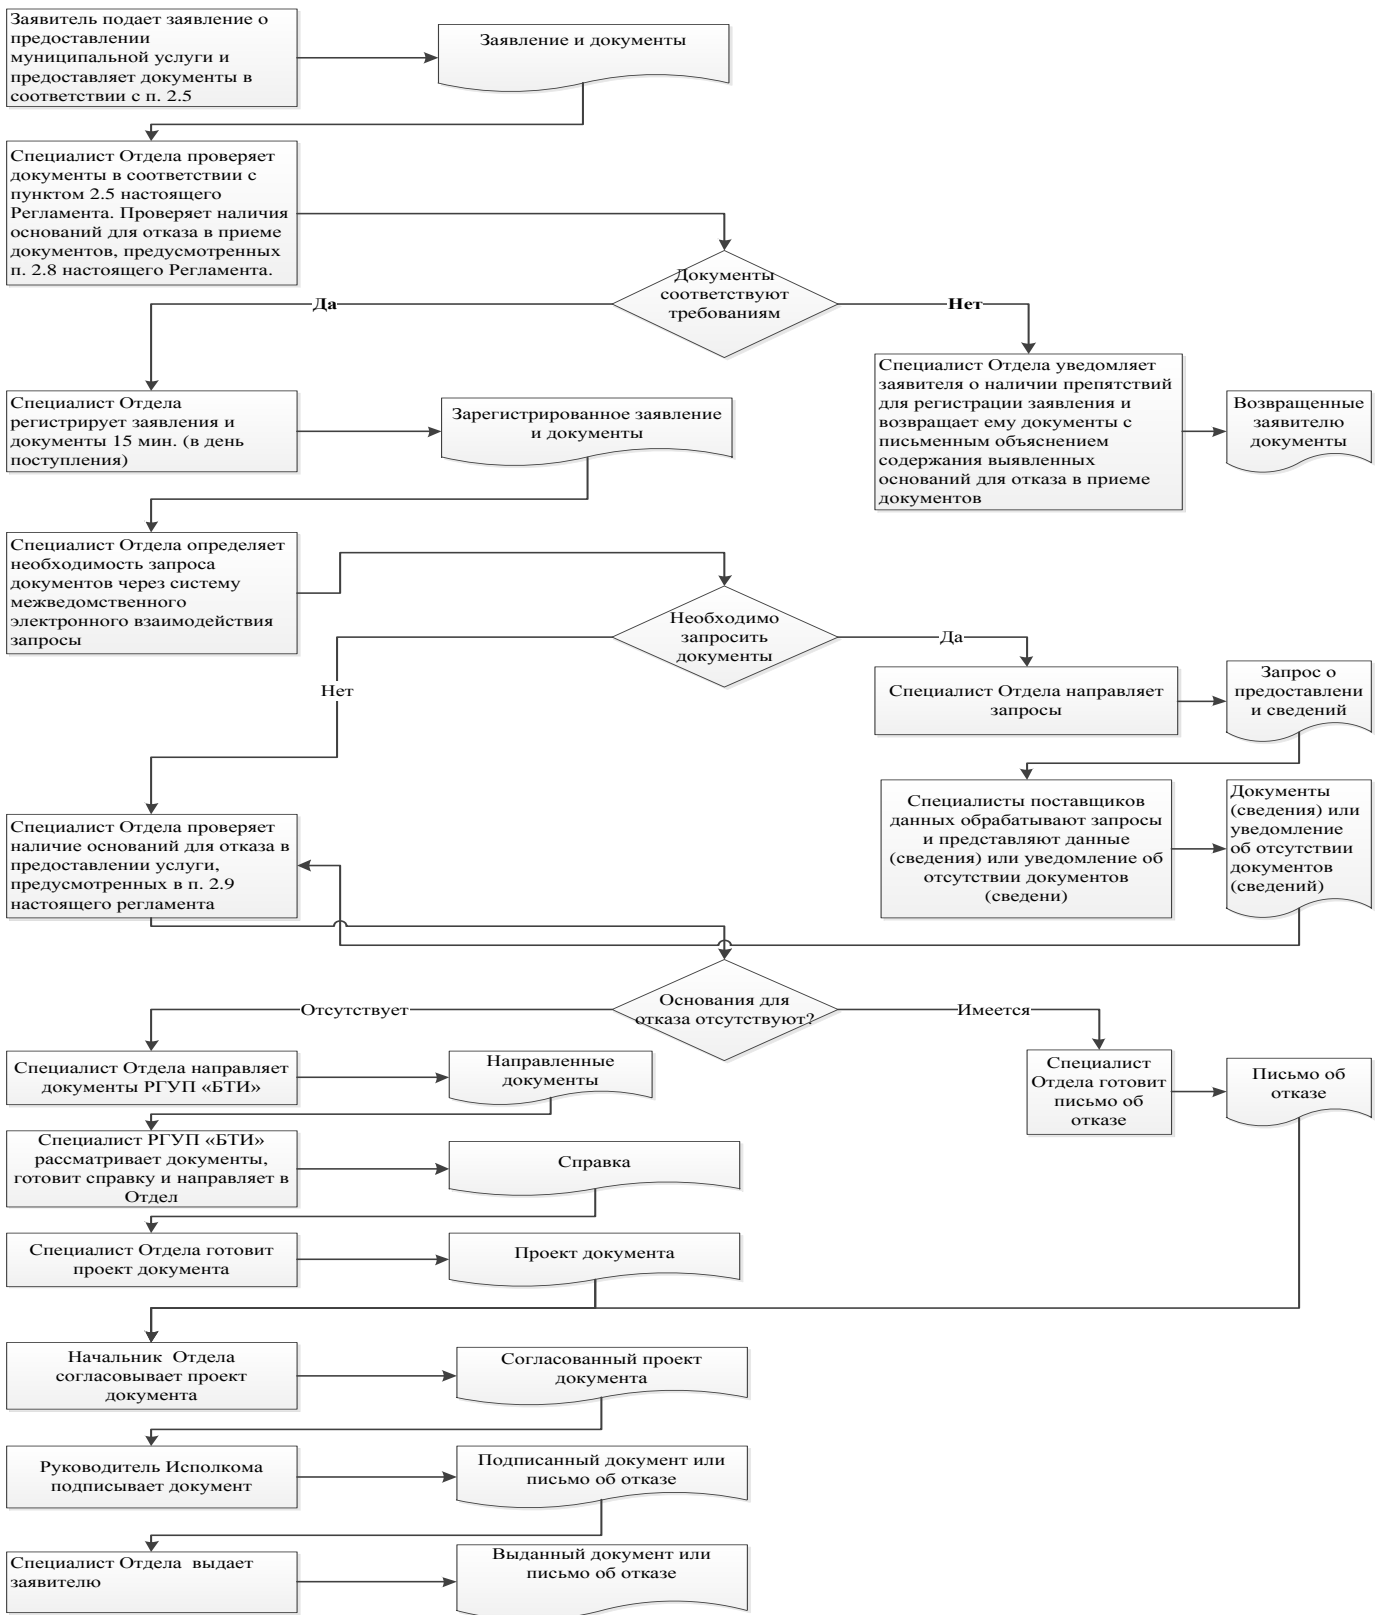 Заявитель подает заявление о
предоставлении
муниципальной услуги и
предоставляет документы в
соответствии с п. 2.5
Заявление и документы
Специалист Отдела проверяет
документы в соответствии с
пунктом 2.5 настоящего
Регламента. Проверяет наличия
оснований для отказа в приеме
документов, предусмотренных
п. 2.8 настоящего Регламента.
Документы
соответствуют
требованиям
Да
Нет
Специалист Отдела
регистрирует заявления и
документы 15 мин. (в день
поступления)
Зарегистрированное заявление
и документы
Специалист Отдела уведомляет
заявителя о наличии препятствий
для регистрации заявления и
возвращает ему документы с
письменным объяснением
содержания выявленных
оснований для отказа в приеме
документов
Возвращенные
заявителю
документы
Специалист Отдела определяет
необходимость запроса
документов через систему
межведомственного
электронного взаимодействия
запросы
Необходимо
запросить
документы
Да
Нет
Специалист Отдела направляет
запросы
Запрос о
предоставлени
и сведений
Специалисты поставщиков
данных обрабатывают запросы
и представляют данные
(сведения) или уведомление об
отсутствии документов
(сведени)
Документы
(сведения) или
уведомление
об отсутствии
документов
(сведений)
Специалист Отдела проверяет
наличие оснований для отказа в
предоставлении услуги,
предусмотренных в п. 2.9
настоящего регламента
Основания для
отказа отсутствуют?
Отсутствует
Имеется
Специалист Отдела направляет
документы РГУП «БТИ»
Направленные
документы
Специалист
Отдела готовит
письмо об
отказе
Письмо об
отказе
Специалист РГУП «БТИ»
рассматривает документы,
готовит справку и направляет в
Отдел
Справка
Специалист Отдела готовит
проект документа
Проект документа
Начальник Отдела
согласовывает проект
документа
Согласованный проект
документа
Руководитель Исполкома
подписывает документ
Подписанный документ или
письмо об отказе
Специалист Отдела выдает
заявителю
Выданный документ или
письмо об отказе